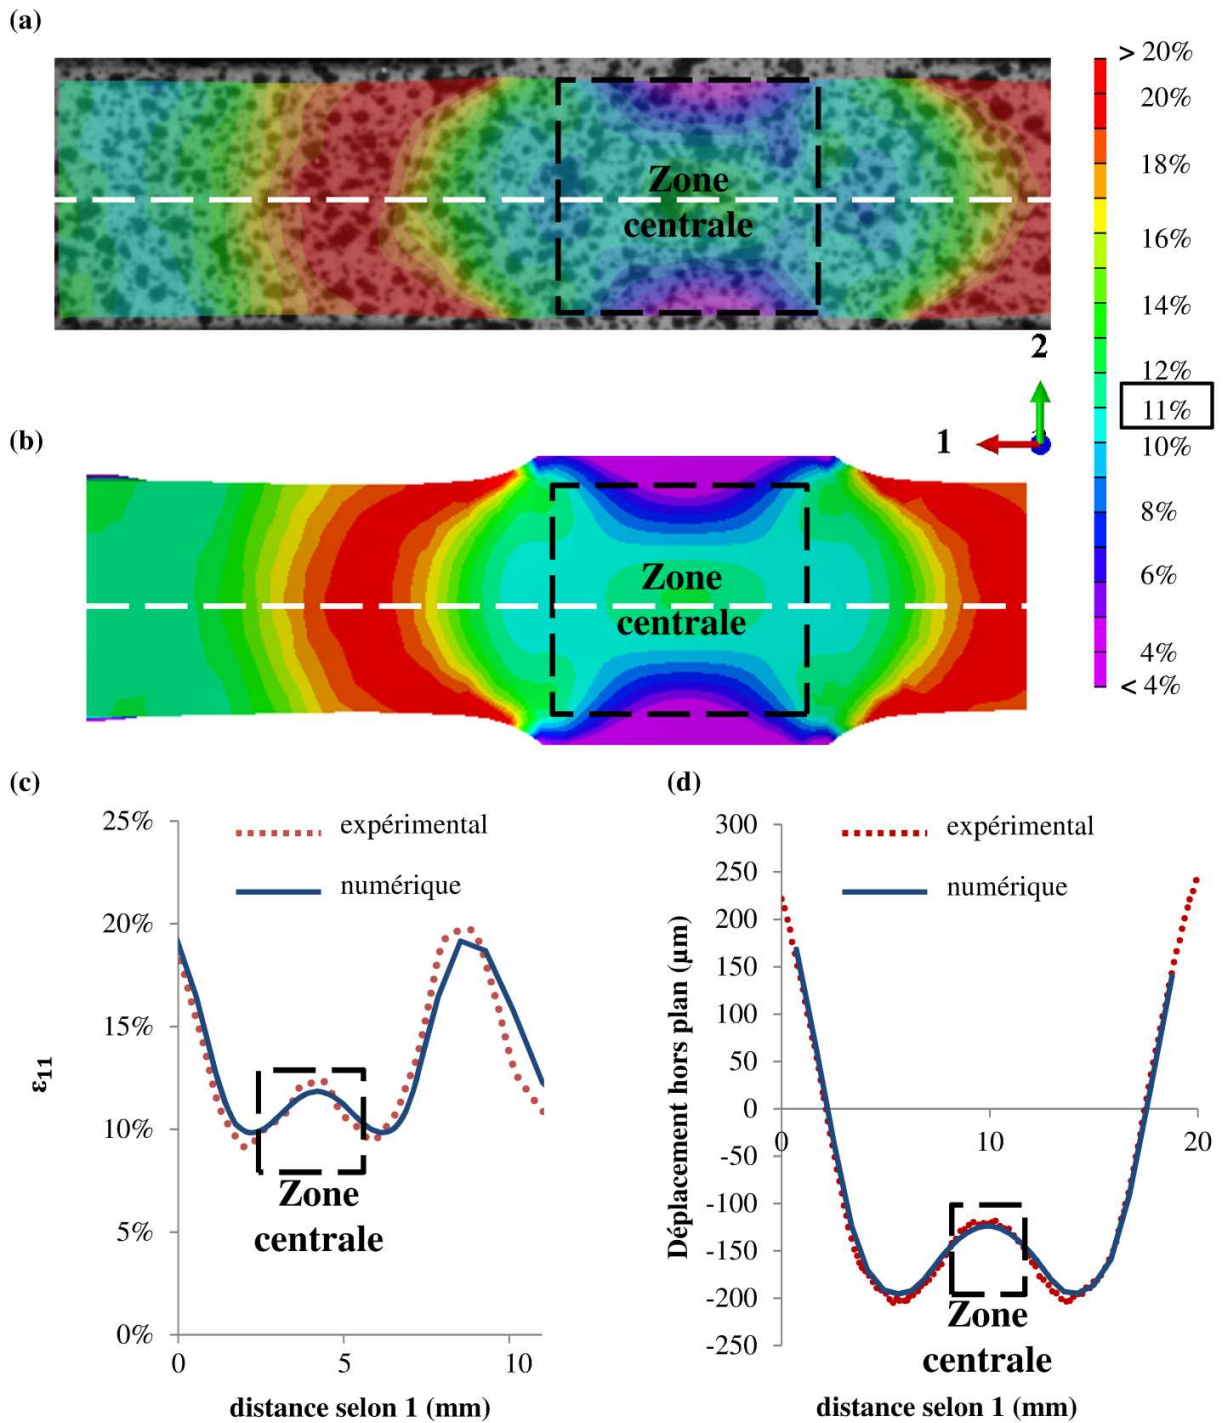 (a)
> 20%
20%
18%
16%
14%
12%
11%
10%
8%
6%
4%
< 4%
Zone
centrale
2
1
(b)
Zone
centrale
(c)
25%
20%
15%
10%
5%
0%
ε11
expérimental
numérique
Zone
centrale
0
5
10
distance selon 1 (mm)
(d)
300
250
200
150
100
50
0
-50
-100
-150
-200
-250
Déplacement hors plan (µm)
expérimental
numérique
0
10
20
Zone
centrale
distance selon 1 (mm)